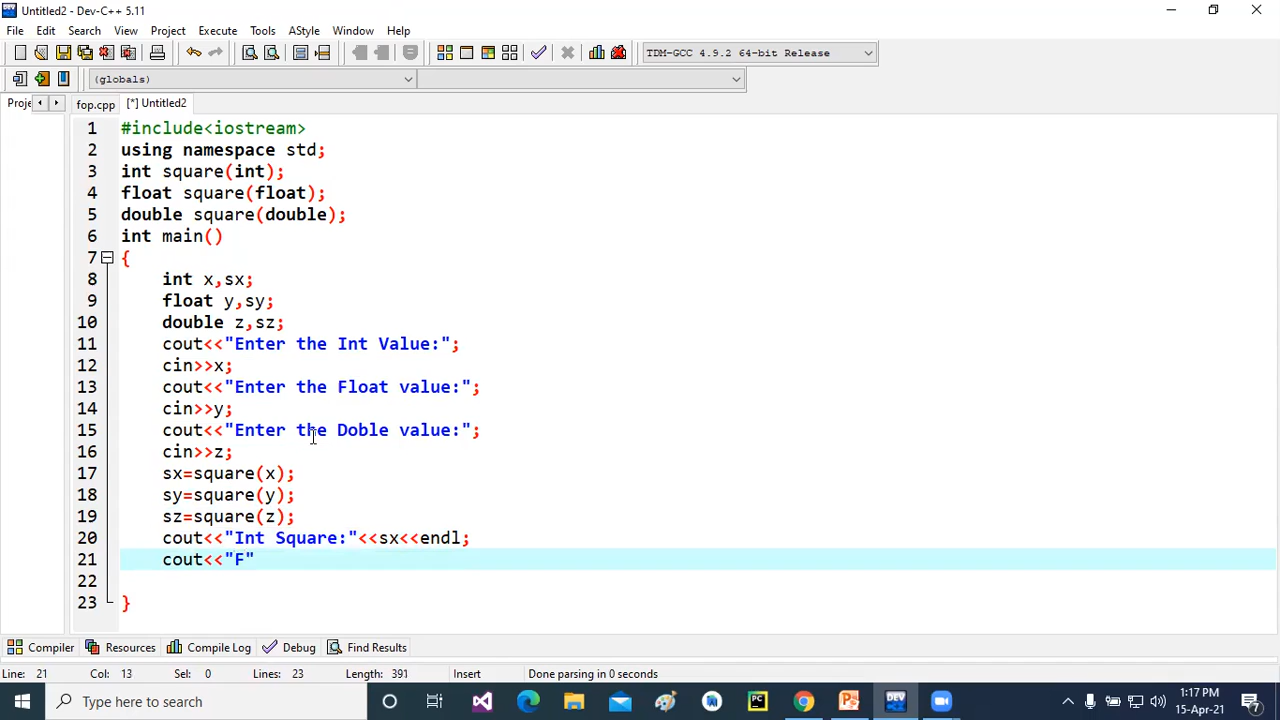 Untitled2 - Dev-C++ 5.11
File Edit Search View Project Execute Tools AStyle Window Help
TDM-GCC 4.9.2 64-bit Release
(globals)
Proje fop.cpp [*] Untitled2
1 #include<iostream>
2 using namespace std;
3 int square(int);
4 float square(float);
5 double square(double);
6 int main()
7 {
8 int x,sx;
9 float y,sy;
10 double z,sz;
11 cout<<"Enter the Int Value:";
12 cin>>x;
13 cout<<"Enter the Float value:";
14 cin>>y;
15 cout<<"Enter the Doble value:";
16 cin>>z;
17 sx=square(x);
18 sy=square(y);
19 sz=square(z);
20 cout<<"Int Square:"<<sx<<endl;
21 cout<<"F"
22
23 }
Compiler Resources Compile Log Debug Find Results
Line: 21 Col: 13 Sel: 0 Lines: 23 Length: 391 Insert Done parsing in 0 seconds
Type here to search
PC
DEV
1:17 PM
15-Apr-21
7